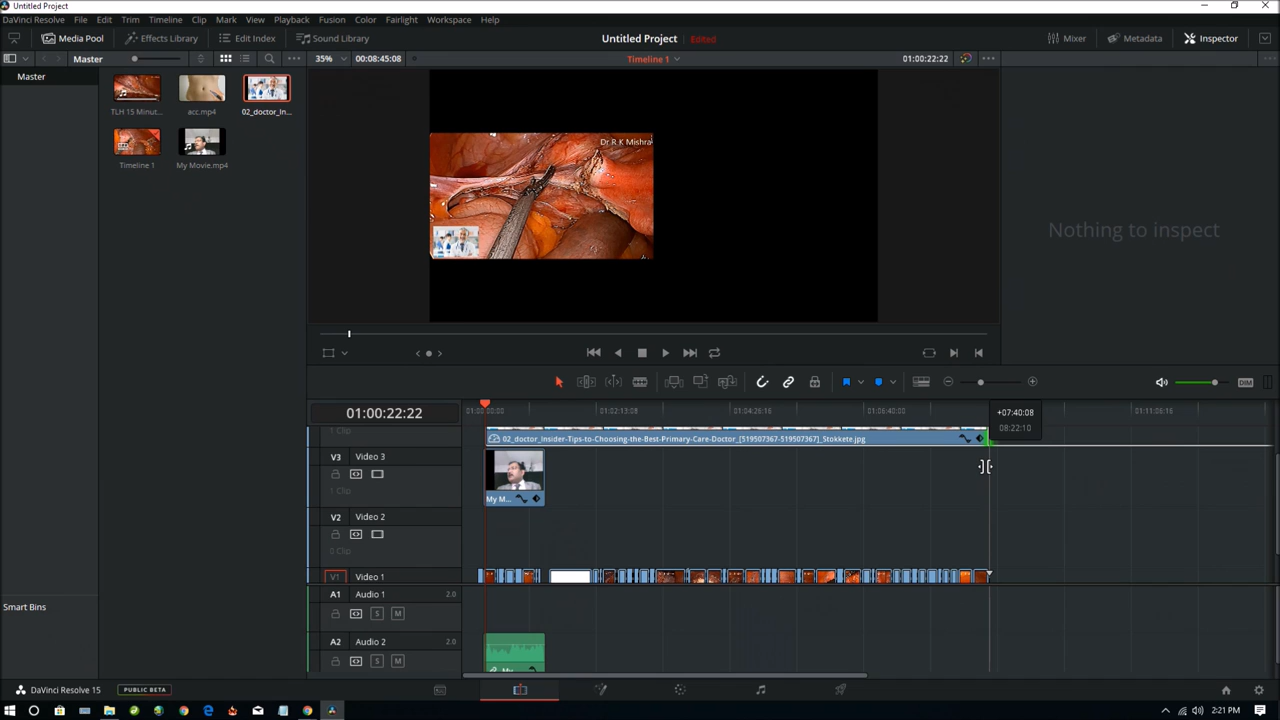 Untitled Project
DaVinci Resolve File Edit Trim Timeline Clip Mark View Playback Fusion Color Fairlight Workspace Help
Media Pool Effects Library Edit Index Sound Library Untitled Project Edited Mixer Metadata Inspector
Master 35% 00:08:45:08 Timeline 1 01:00:22:22
Master
TLH 15 Minut... acc.mp4 02_doctor_In...
Timeline 1 My Movie.mp4
Dr R K Mishra
Nothing to inspect
DIM
01:00:22:22 01:00:00:00 01:02:13:08 01:04:26:16 01:06:40:00 01:11:06:16
+07:40:08
08:22:10
1 Clip
02_doctor_Insider-Tips-to-Choosing-the-Best-Primary-Care-Doctor_[519507367-519507367]_Stokkete.jpg
V3 Video 3
1 Clip
My M...
V2 Video 2
0 Clip
V1 Video 1
A1 Audio 1 2.0
S M
Smart Bins
A2 Audio 2 2.0
S M
DaVinci Resolve 15 PUBLIC BETA
2:21 PM